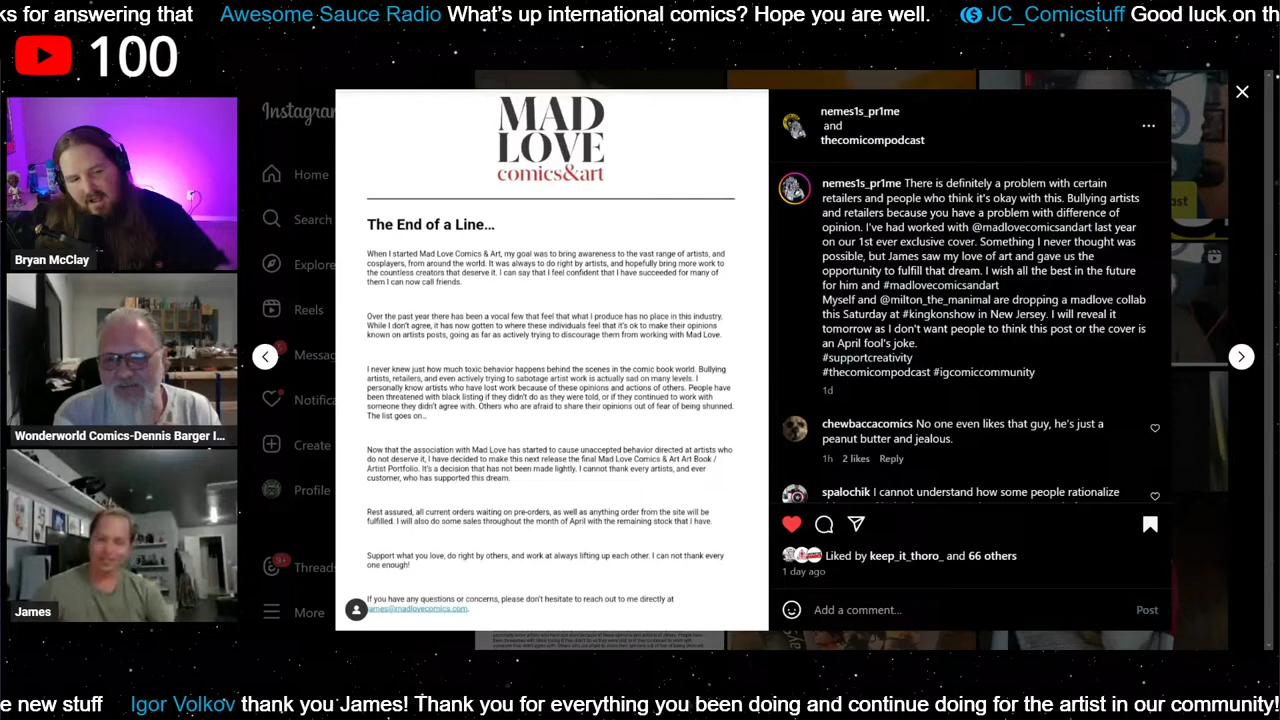 ks for answering that Awesome Sauce Radio What's up international comics? Hope you are well. JC_Comicstuff Good luck on th
100
Bryan McClay
Wonderworld Comics-Dennis Barger I...
James
Instagram
Home
Search
Explore
Reels
Messa
Notifica
Create
Profile
9+
Threads
More
MAD
LOVE
comics&art
The End of a Line...
When I started Mad Love Comics & Art, my goal was to bring awareness to the vast range of artists, and
cosplayers, from around the world. It was always to do right by artists, and hopefully bring more work to
the countless creators that deserve it. I can say that I feel confident that I have succeeded for many of
them I can now call friends.
Over the past year there has been a vocal few that feel that what I produce has no place in this industry.
While I don't agree, it has now gotten to where these individuals feel that it's ok to make their opinions
known on artists posts, going as far as actively trying to discourage them from working with Mad Love.
I never knew just how much toxic behavior happens behind the scenes in the comic book world. Bullying
artists, retailers, and even actively trying to sabotage artist work is actually sad on many levels. I
personally know artists who have lost work because of these opinions and actions of others. People have
been threatened with black listing if they didn't do as they were told, or if they continued to work with
someone they didn't agree with. Others who are afraid to share their opinions out of fear of being shunned.
The list goes on...
Now that the association with Mad Love has started to cause unaccepted behavior directed at artists who
do not deserve it, I have decided to make this next release the final Mad Love Comics & Art Art Book /
Artist Portfolio. It's a decision that has not been made lightly. I cannot thank every artists, and ever
customer, who has supported this dream.
Rest assured, all current orders waiting on pre-orders, as well as anything order from the site will be
fulfilled. I will also do some sales throughout the month of April with the remaining stock that I have.
Support what you love, do right by others, and work at always lifting up each other. I can not thank every
one enough!
If you have any questions or concerns, please don't hesitate to reach out to me directly at
james@madlovecomics.com.
nemes1s_pr1me
and
thecomicompodcast
nemes1s_pr1me There is definitely a problem with certain
retailers and people who think it's okay with this. Bullying artists
and retailers because you have a problem with difference of
opinion. I've had worked with @madlovecomicsandart last year
on our 1st ever exclusive cover. Something I never thought was
possible, but James saw my love of art and gave us the
opportunity to fulfill that dream. I wish all the best in the future
for him and #madlovecomicsandart
Myself and @milton_the_manimal are dropping a madlove collab
this Saturday at #kingkonshow in New Jersey. I will reveal it
tomorrow as I don't want people to think this post or the cover is
an April fool's joke.
#supportcreativity
#thecomicompodcast #igcomiccommunity
1d
chewbaccacomics No one even likes that guy, he's just a
peanut butter and jealous.
1h 2 likes Reply
spalochik I cannot understand how some people rationalize
Liked by keep_it_thoro_ and 66 others
1 day ago
Add a comment...
Post
e new stuff Igor Volkov thank you James! Thank you for everything you been doing and continue doing for the artist in our community!